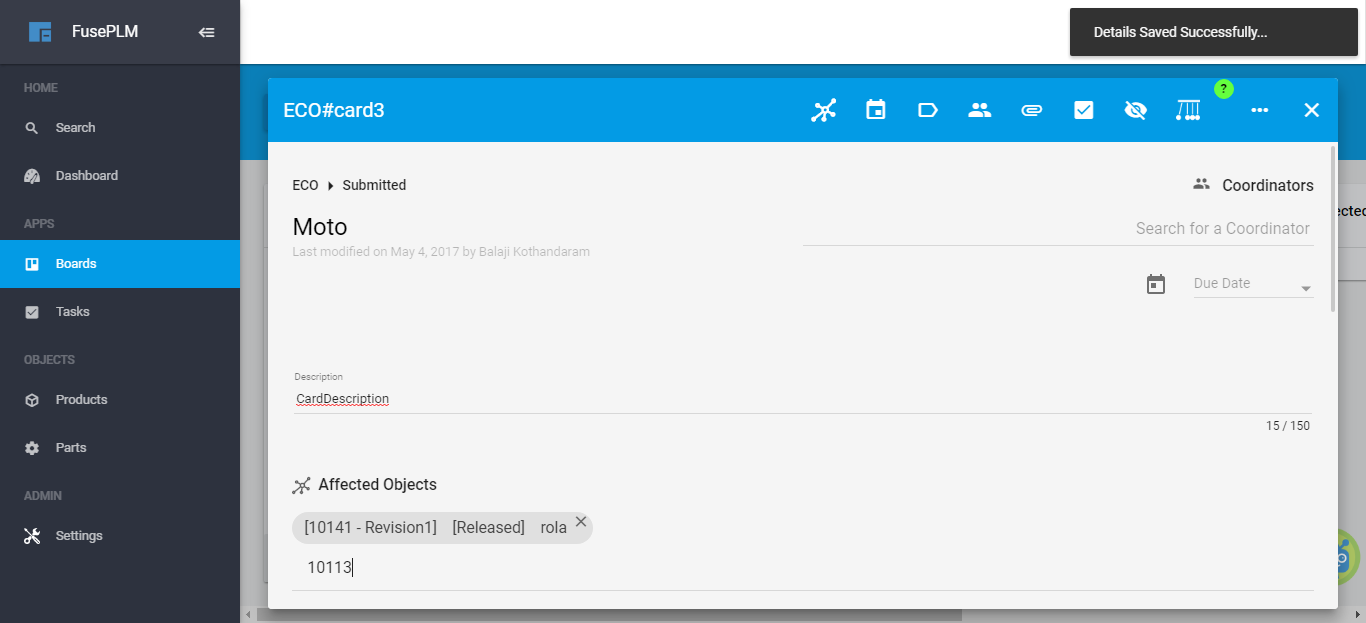 FusePLM
Details Saved Successfully...
HOME
Search
Dashboard
APPS
Boards
Tasks
OBJECTS
Products
Parts
ADMIN
Settings
ECO#card3
?
ECO Submitted
Coordinators
Moto
Search for a Coordinator
Last modified on May 4, 2017 by Balaji Kothandaram
Due Date
Description
CardDescription
15 / 150
Affected Objects
[10141 - Revision1] [Released] rola
10113